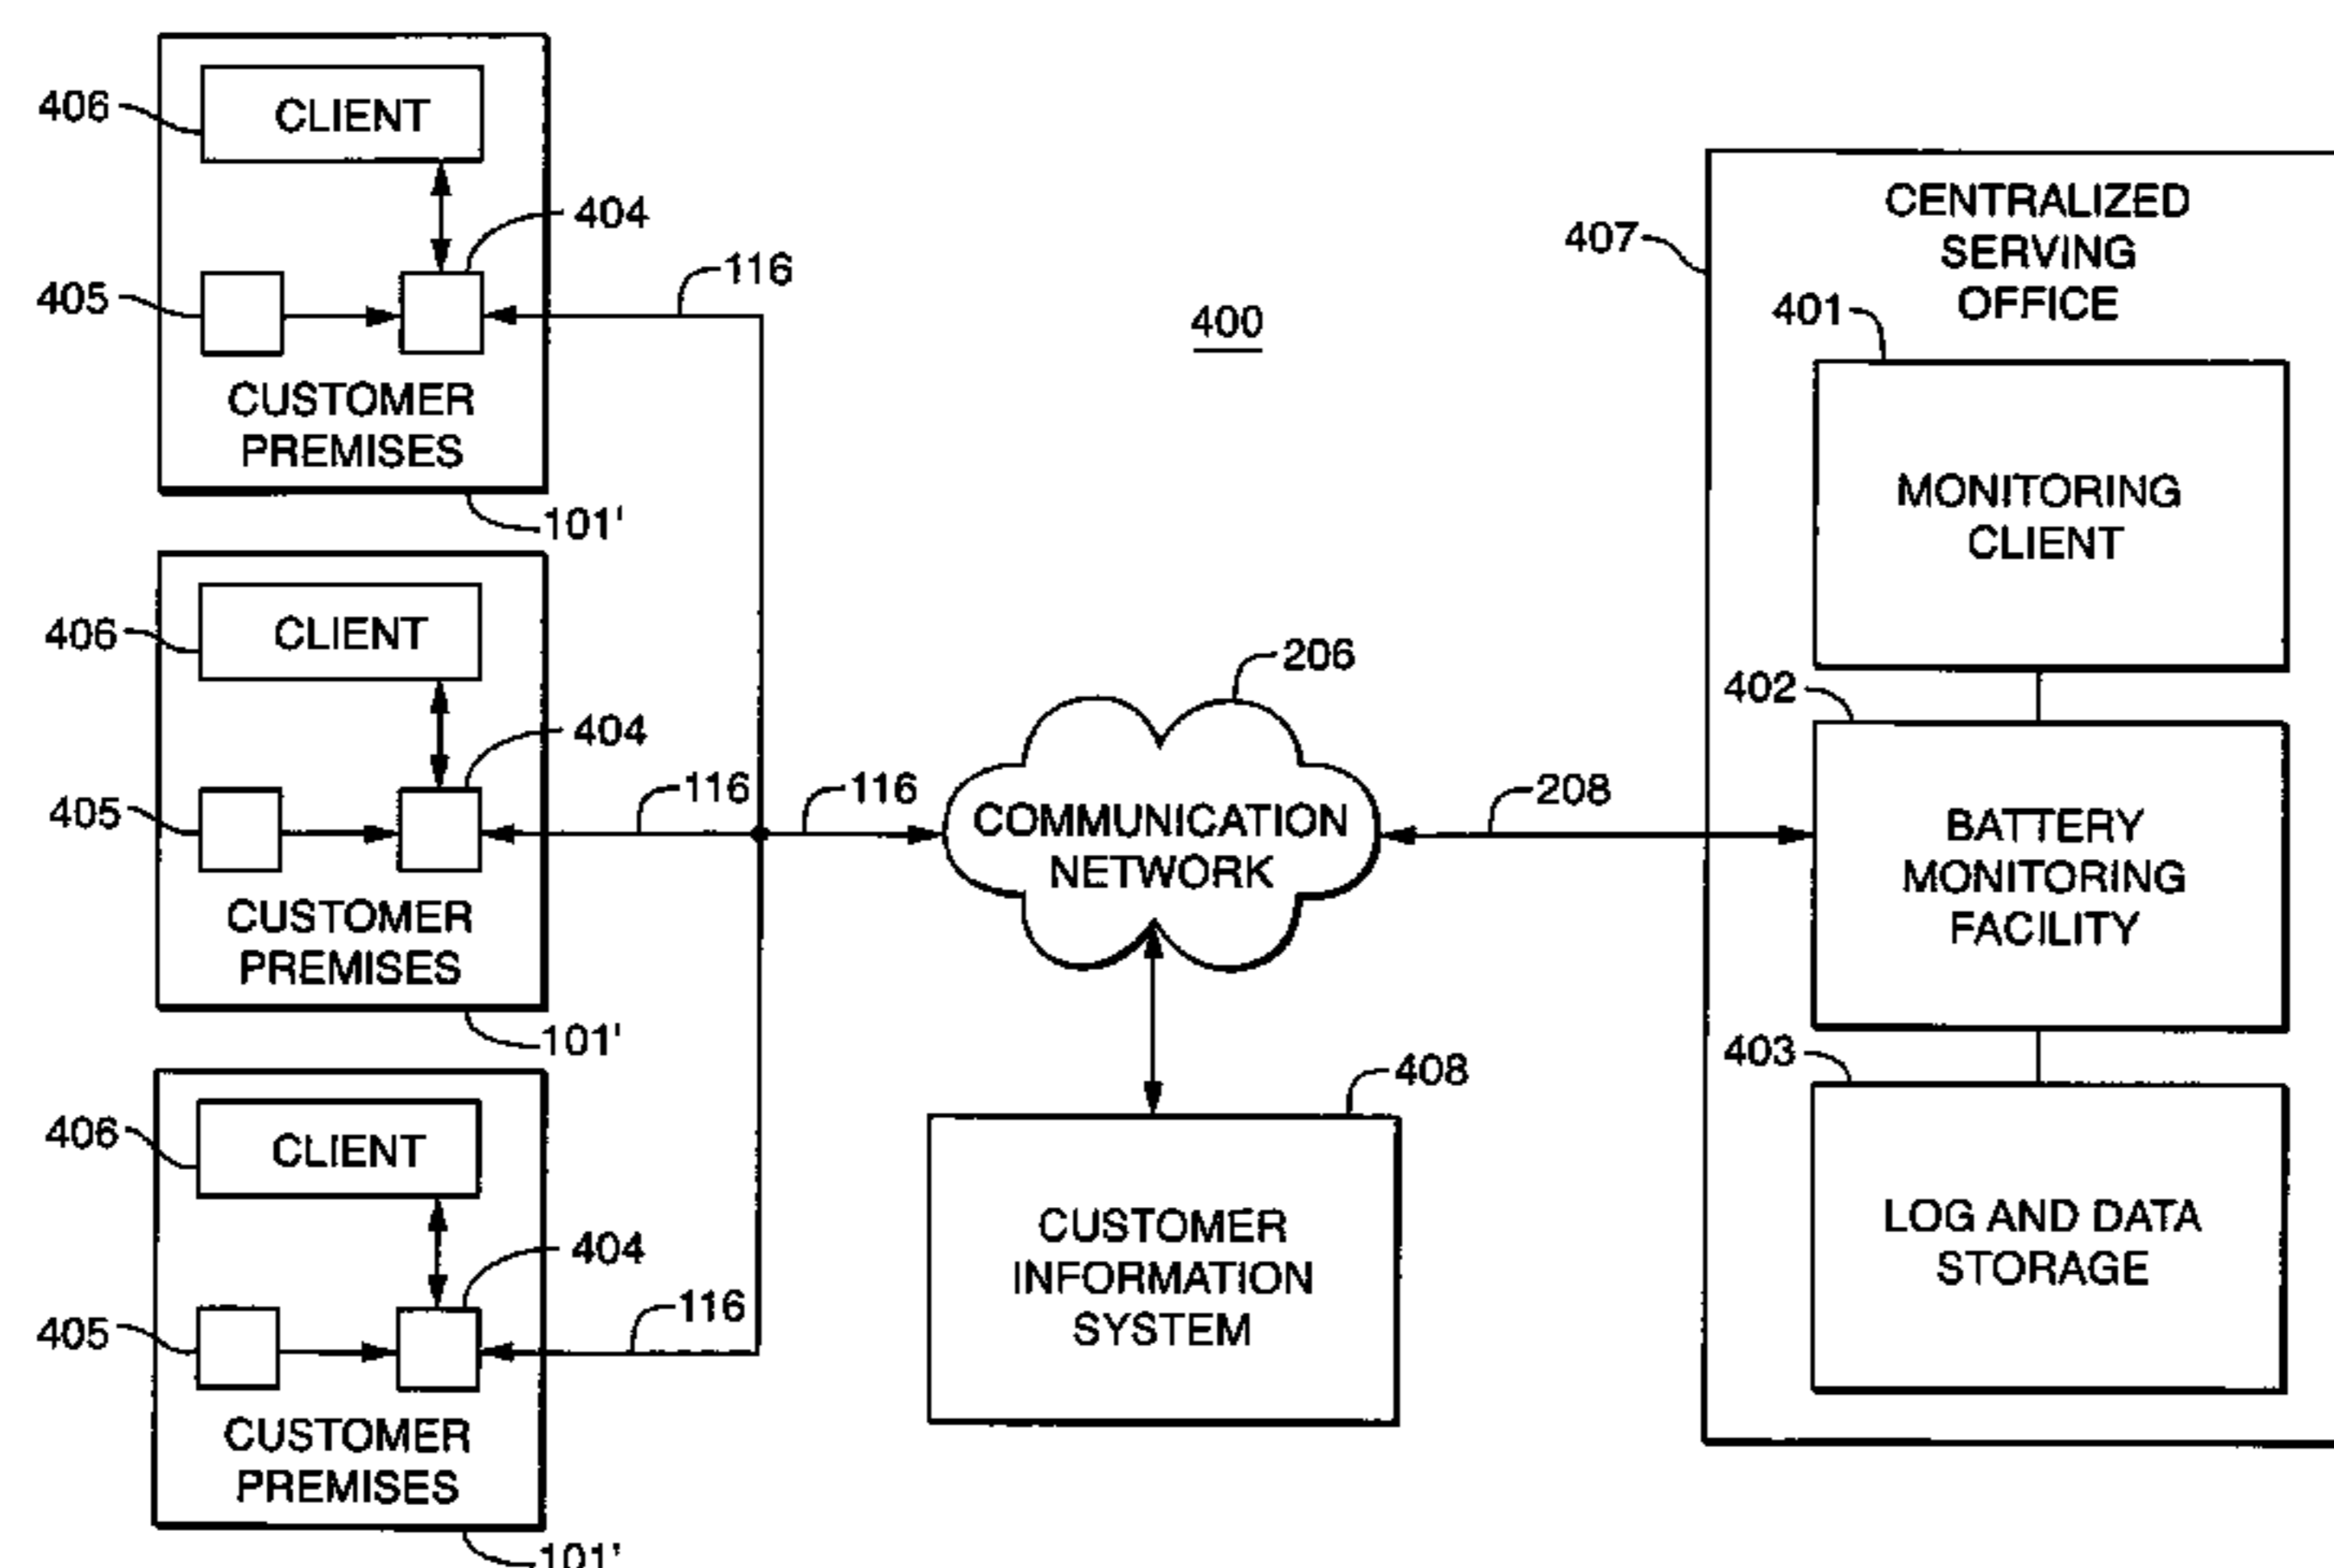 406
CLIENT
404
405
116
CUSTOMER
PREMISES
101'
406
CLIENT
404
405
116
116
CUSTOMER
PREMISES
101'
406
CLIENT
404
405
116
CUSTOMER
PREMISES
101'
400
206
COMMUNICATION
NETWORK
208
408
CUSTOMER
INFORMATION
SYSTEM
407
CENTRALIZED
SERVING
OFFICE
401
MONITORING
CLIENT
402
BATTERY
MONITORING
FACILITY
403
LOG AND DATA
STORAGE